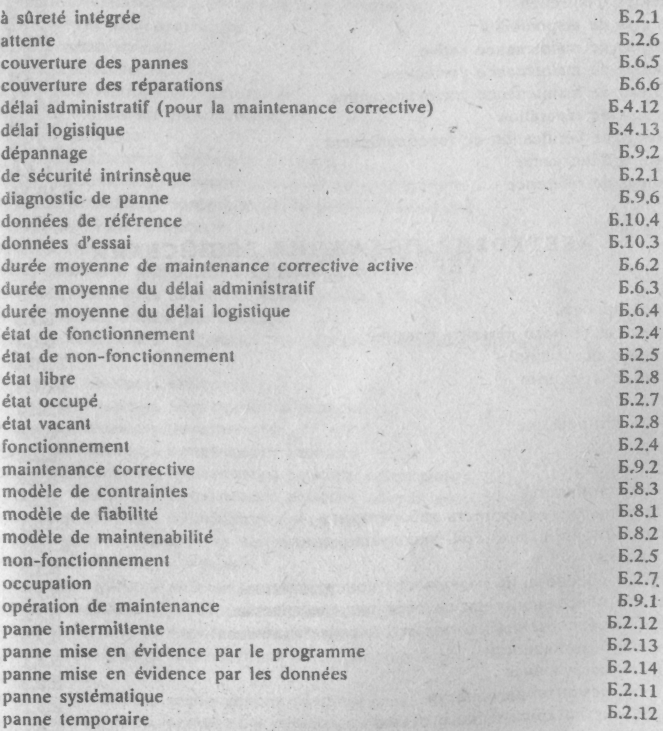 à sûreté intégrée Б.2.1
attente Б.2.6
couverture des pannes Б.6.5
couverture des réparations Б.6.6
délai administratif (pour la maintenance corrective) Б.4.12
délai logistique Б.4.13
dépannage Б.9.2
de sécurité intrinsèque Б.2.1
diagnostic de panne Б.9.6
données de référence Б.10.4
données d'essai Б.10.3
durée moyenne de maintenance corrective active Б.6.2
durée moyenne du délai administratif Б.6.3
durée moyenne du délai logistique Б.6.4
état de fonctionnement Б.2.4
état de non-fonctionnement Б.2.5
état libre Б.2.8
état occupé Б.2.7
état vacant Б.2.8
fonctionnement Б.2.4
maintenance corrective Б.9.2
modèle de contraintes Б.8.3
modèle de fiabilité Б.8.1
modèle de maintenabilité Б.8.2
non-fonctionnement Б.2.5
occupation Б.2.7
opération de maintenance Б.9.1
panne intermittente Б.2.12
panne mise en évidence par le programme Б.2.13
panne mise en évidence par les données Б.2.14
panne systématique Б.2.11
panne temporaire Б.2.12